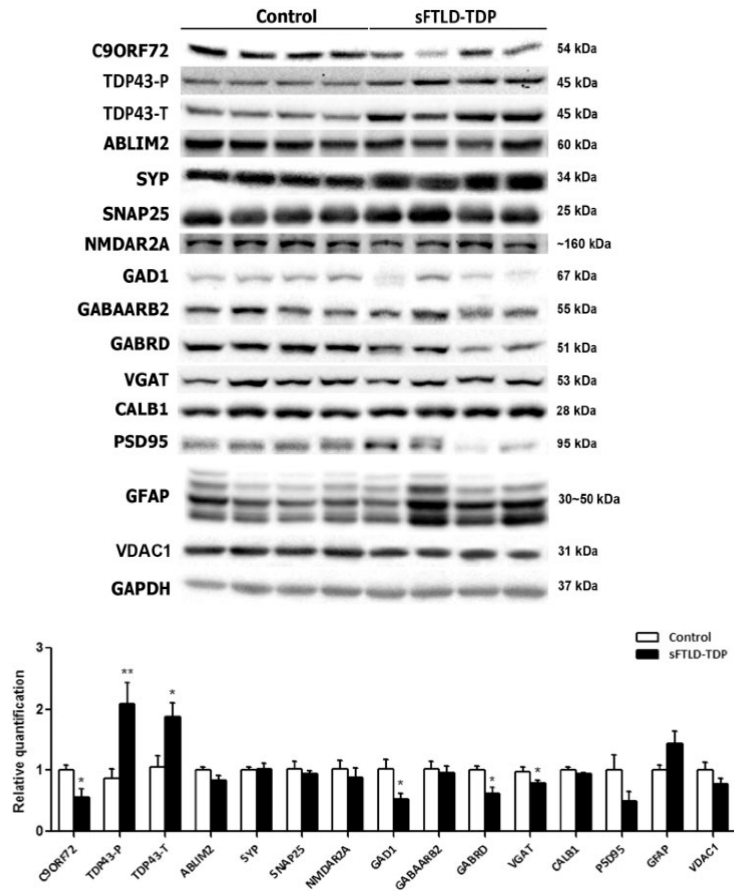 Control sFTLD-TDP
C9ORF72 54 kDa
TDP43-P 45 kDa
TDP43-T 45 kDa
ABLIM2 60 kDa
SYP 34 kDa
SNAP25 25 kDa
NMDAR2A ~160 kDa
GAD1 67 kDa
GABAARB2 55 kDa
GABRD 51 kDa
VGAT 53 kDa
CALB1 28 kDa
PSD95 95 kDa
GFAP 30~50 kDa
VDAC1 31 kDa
GAPDH 37 kDa
Control
sFTLD-TDP
Relative quantification
3
2
1
0
* ** * * * *
C9ORF72 TDP43-P TDP43-T ABLIM2 SYP SNAP25 NMDAR2A GAD1 GABAARB2 GABRD VGAT CALB1 PSD95 GFAP VDAC1